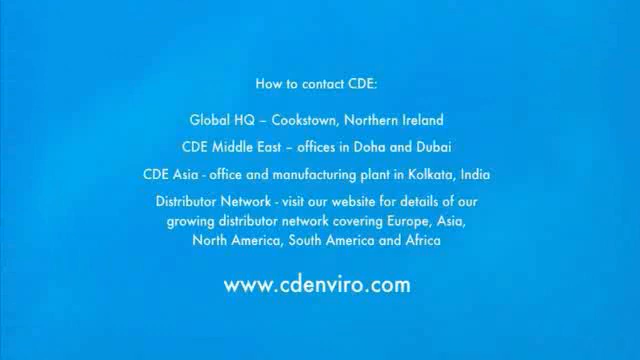 How to contact CDE:
Global HQ – Cookstown, Northern Ireland
CDE Middle East – offices in Doha and Dubai
CDE Asia - office and manufacturing plant in Kolkata, India
Distributor Network - visit our website for details of our
growing distributor network covering Europe, Asia,
North America, South America and Africa
www.cdenviro.com